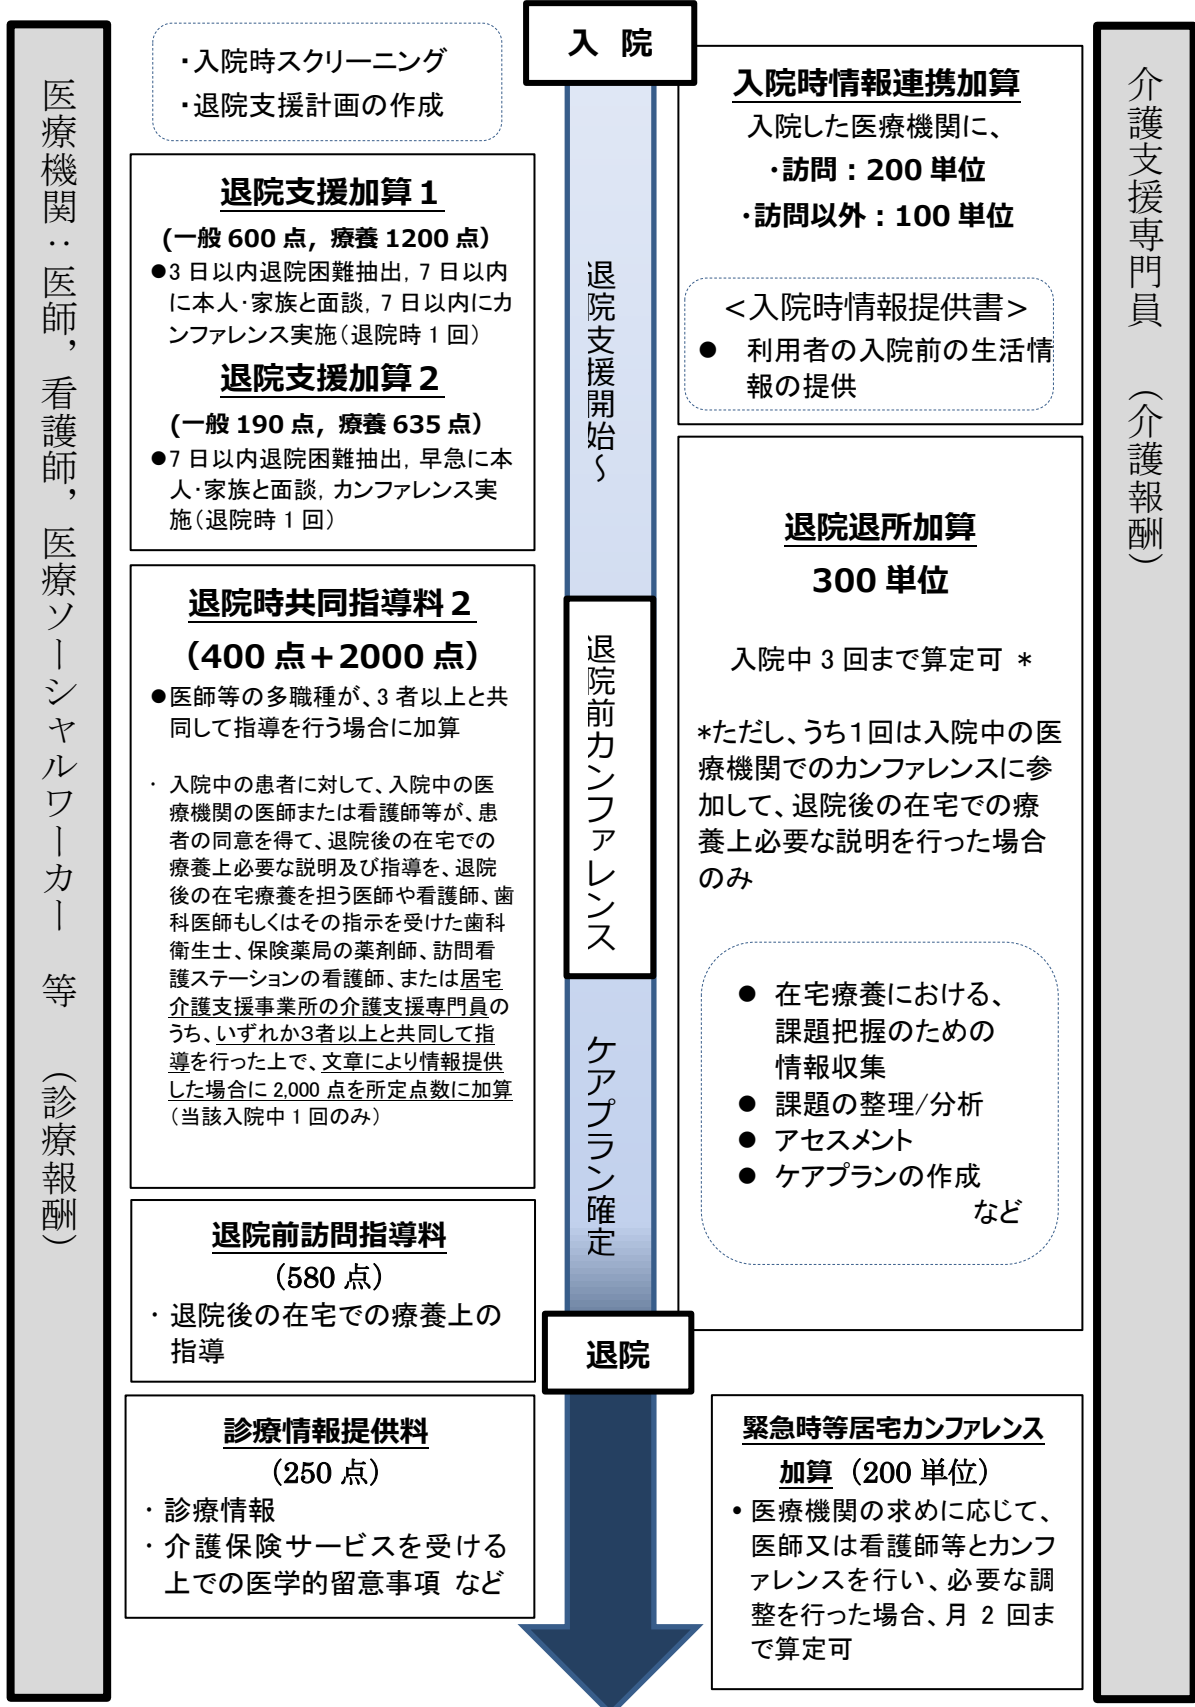 入 院
医療機関：医師，看護師，医療ソーシャルワーカー 等 （診療報酬）
・入院時スクリーニング
・退院支援計画の作成
退院支援加算１
(一般 600 点，療養 1200 点）
●3 日以内退院困難抽出，7 日以内
に本人・家族と面談，7 日以内にカ
ンファレンス実施（退院時 1 回）
退院支援加算２
(一般 190 点，療養 635 点）
●7 日以内退院困難抽出，早急に本
人・家族と面談，カンファレンス実
施（退院時 1 回）
退院時共同指導料２
（400 点＋2000 点）
●医師等の多職種が、3 者以上と共
同して指導を行う場合に加算
・ 入院中の患者に対して、入院中の医
療機関の医師または看護師等が、患
者の同意を得て、退院後の在宅での
療養上必要な説明及び指導を、退院
後の在宅療養を担う医師や看護師、歯
科医師もしくはその指示を受けた歯科
衛生士、保険薬局の薬剤師、訪問看
護ステーションの看護師、または居宅
介護支援事業所の介護支援専門員の
うち、いずれか３者以上と共同して指
導を行った上で、文章により情報提供
した場合に 2,000 点を所定点数に加算
（当該入院中 1 回のみ）
退院前訪問指導料
（580 点）
・ 退院後の在宅での療養上の
指導
診療情報提供料
（250 点）
・ 診療情報
・ 介護保険サービスを受ける
上での医学的留意事項 など
退院支援開始～
退院前カンファレンス
ケアプラン確定
退院
入院時情報連携加算
入院した医療機関に、
・訪問：200 単位
・訪問以外：100 単位
＜入院時情報提供書＞
● 利用者の入院前の生活情
報の提供
退院退所加算
300 単位
入院中 3 回まで算定可 *
*ただし、うち１回は入院中の医
療機関でのカンファレンスに参
加して、退院後の在宅での療
養上必要な説明を行った場合
のみ
● 在宅療養における、
課題把握のための
情報収集
● 課題の整理/分析
● アセスメント
● ケアプランの作成
など
緊急時等居宅カンファレンス
加算（200 単位）
• 医療機関の求めに応じて、
医師又は看護師等とカンフ
ァレンスを行い、必要な調
整を行った場合、月 2 回ま
で算定可
介護支援専門員 （介護報酬）